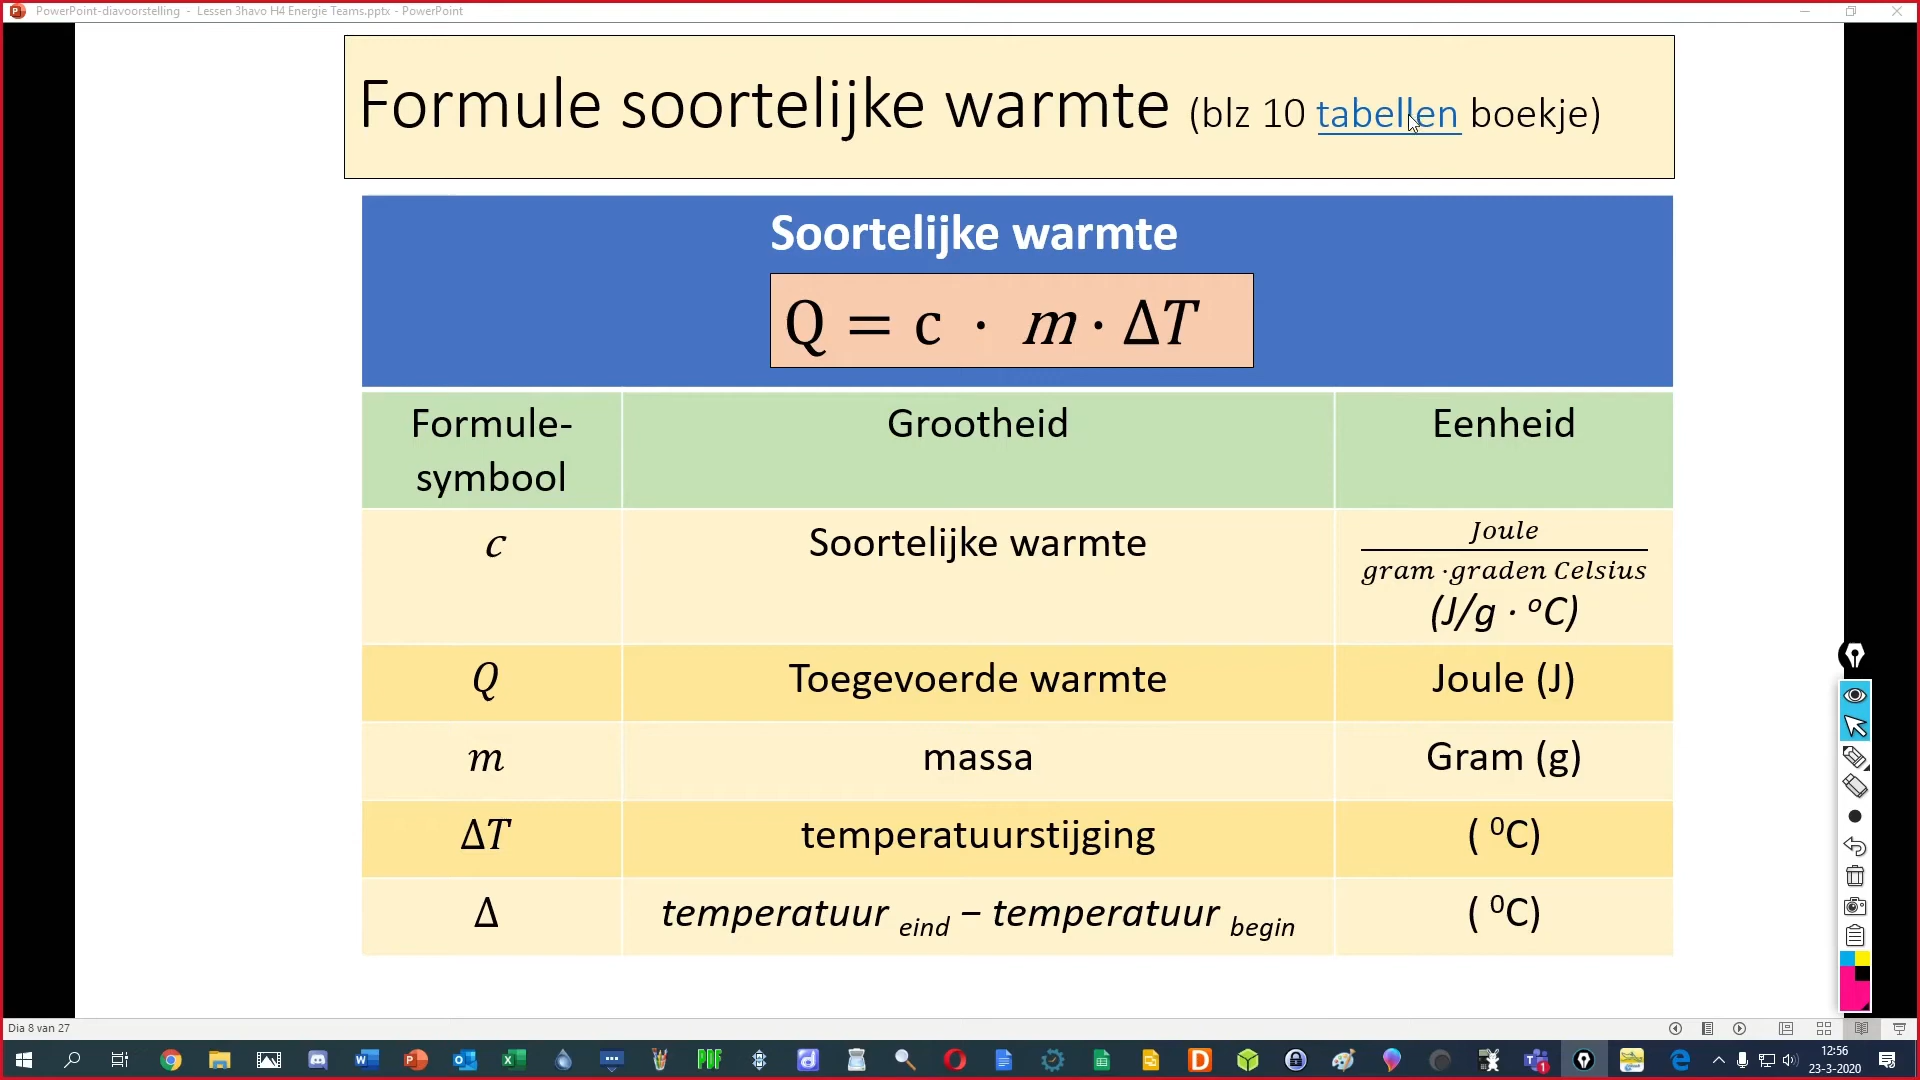 PowerPoint-diavoorstelling - Lessen 3havo H4 Energie Teams.pptx - PowerPoint
Formule soortelijke warmte (blz 10 tabellen boekje)
Soortelijke warmte
Q = c · m · ΔT
Formule-
symbool
Grootheid
Eenheid
c
Soortelijke warmte
Joule
gram · graden Celsius
(J/g · °C)
Q
Toegevoerde warmte
Joule (J)
m
massa
Gram (g)
ΔT
temperatuurstijging
( ⁰C)
Δ
temperatuur eind – temperatuur begin
( ⁰C)
Dia 8 van 27
12:56
23-3-2020